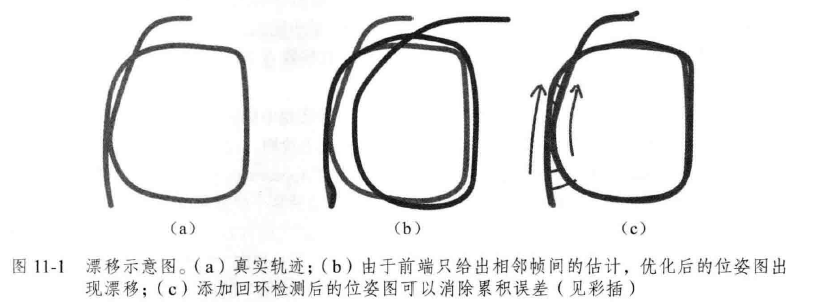 (a)
(b)
(c)
图 11-1 漂移示意图。(a) 真实轨迹；(b) 由于前端只给出相邻帧间的估计，优化后的位姿图出
现漂移；(c) 添加回环检测后的位姿图可以消除累积误差（见彩插）